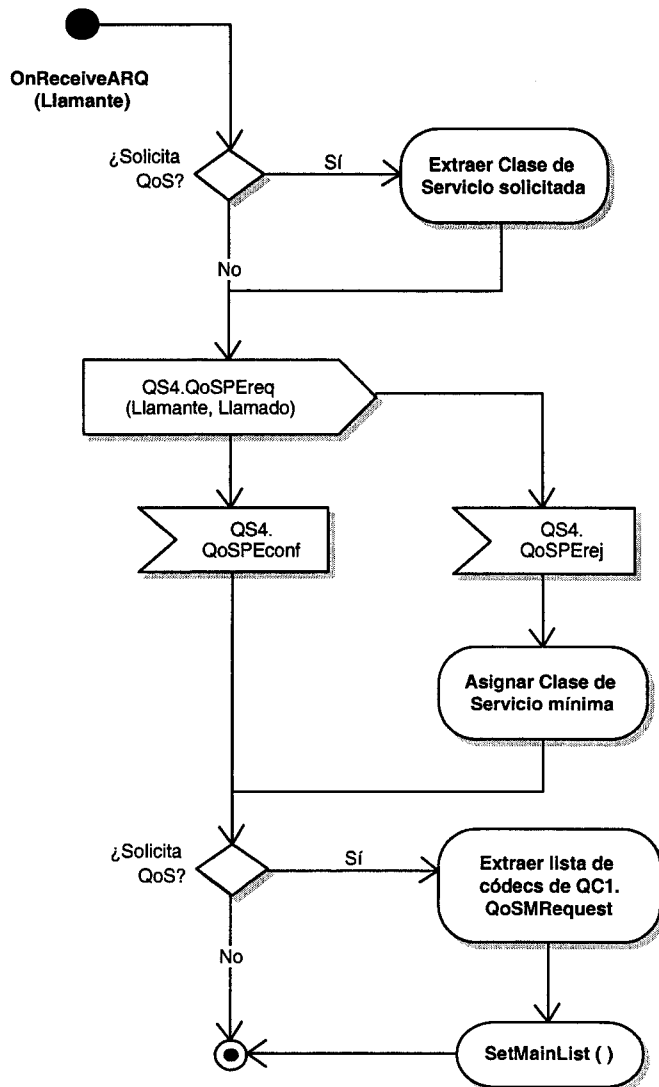 OnReceiveARQ
(Llamante)
¿Solicita
QoS?
Sí
Extraer Clase de
Servicio solicitada
No
QS4.QoSPEreq
(Llamante, Llamado)
QS4.
QoSPEconf
QS4.
QoSPErej
Asignar Clase de
Servicio mínima
¿Solicita
QoS?
Sí
Extraer lista de
códecs de QC1.
QoSMRequest
No
SetMainList ( )